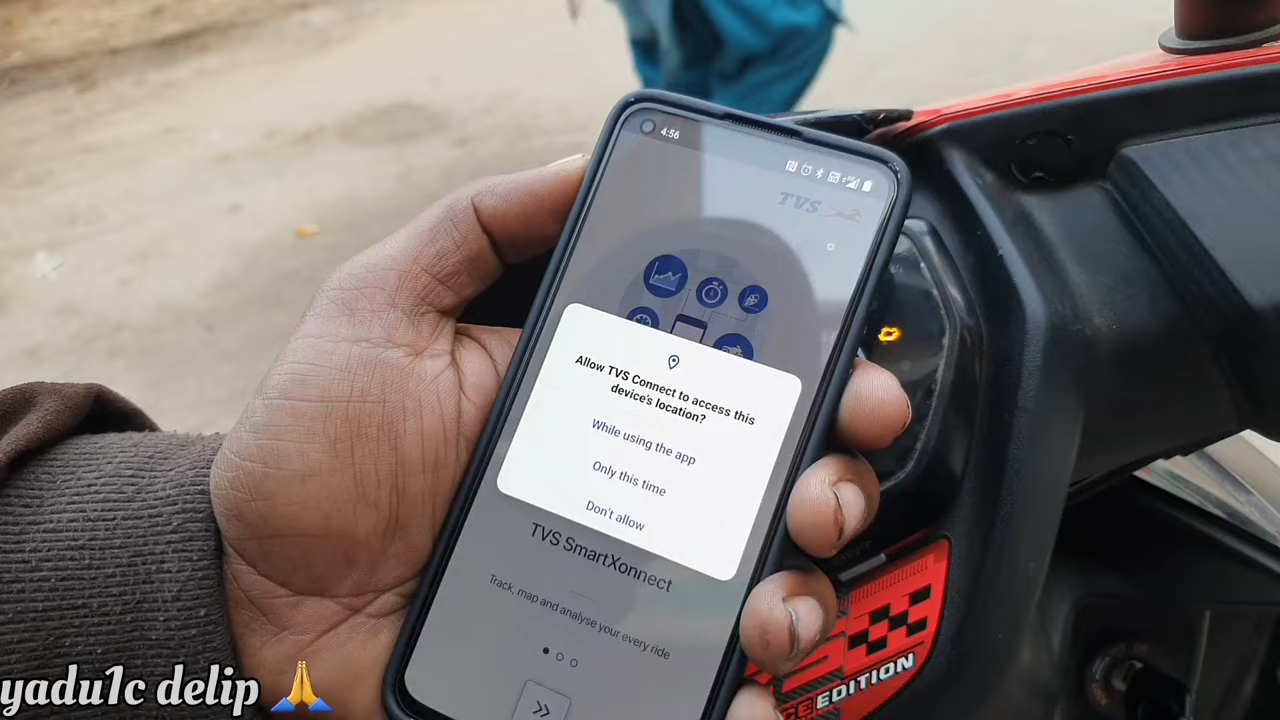 4:56
TVS
Allow TVS Connect to access this
device's location?
While using the app
Only this time
Don't allow
TVS SmartXonnect
Track, map and analyse your every ride
EDITION
yadu1c delip 🙏